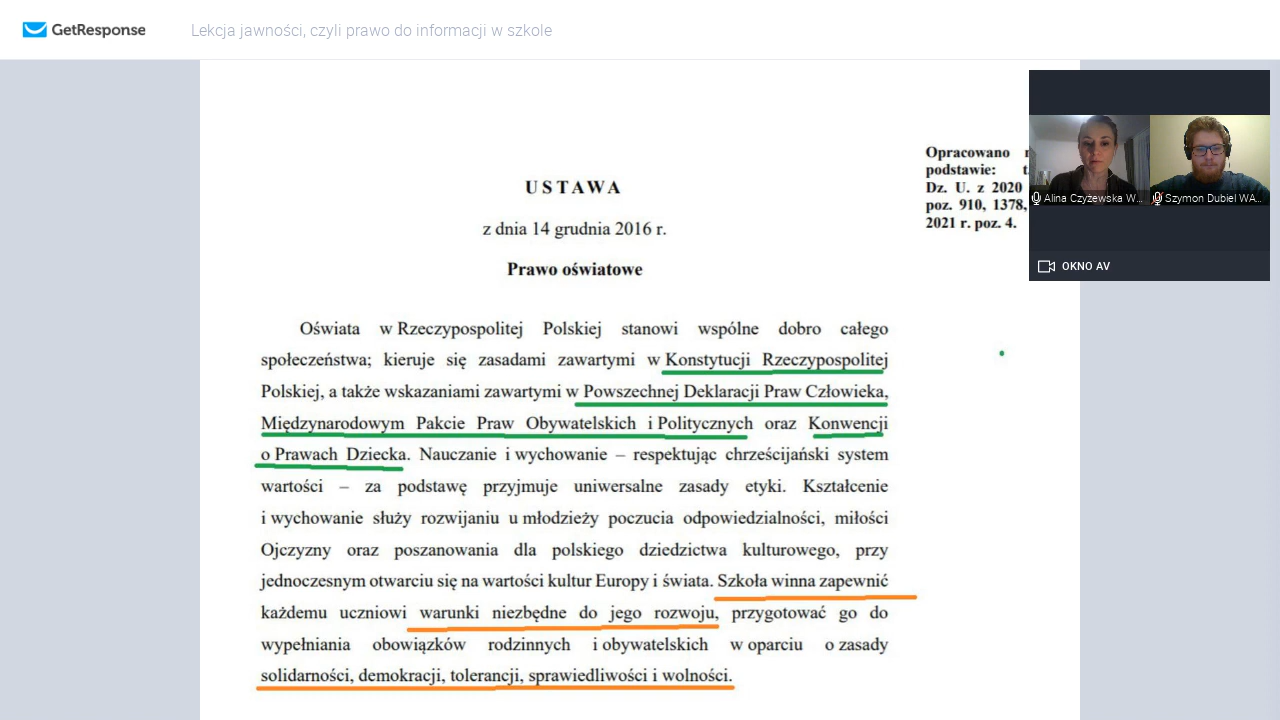 GetResponse
Lekcja jawności, czyli prawo do informacji w szkole
Opracowano
podstawie:
Dz. U. z 2020
poz. 910, 1378,
2021 r. poz. 4.
USTAWA
z dnia 14 grudnia 2016 r.
Prawo oświatowe
Oświata w Rzeczypospolitej Polskiej stanowi wspólne dobro całego
społeczeństwa; kieruje się zasadami zawartymi w Konstytucji Rzeczypospolitej
Polskiej, a także wskazaniami zawartymi w Powszechnej Deklaracji Praw Człowieka,
Międzynarodowym Pakcie Praw Obywatelskich i Politycznych oraz Konwencji
o Prawach Dziecka. Nauczanie i wychowanie – respektując chrześcijański system
wartości – za podstawę przyjmuje uniwersalne zasady etyki. Kształcenie
i wychowanie służy rozwijaniu u młodzieży poczucia odpowiedzialności, miłości
Ojczyzny oraz poszanowania dla polskiego dziedzictwa kulturowego, przy
jednoczesnym otwarciu się na wartości kultur Europy i świata. Szkoła winna zapewnić
każdemu uczniowi warunki niezbędne do jego rozwoju, przygotować go do
wypełniania obowiązków rodzinnych i obywatelskich w oparciu o zasady
solidarności, demokracji, tolerancji, sprawiedliwości i wolności.
Alina Czyżewska W...
Szymon Dubiel WA...
OKNO AV